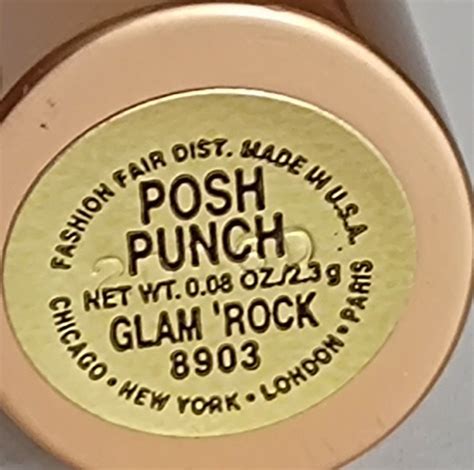 FASHION FAIR DIST. MADE IN U.S.A.
POSH
PUNCH
NET WT. 0.08 OZ/2.3 g
GLAM 'ROCK
8903
CHICAGO • NEW YORK • LONDON • PARIS